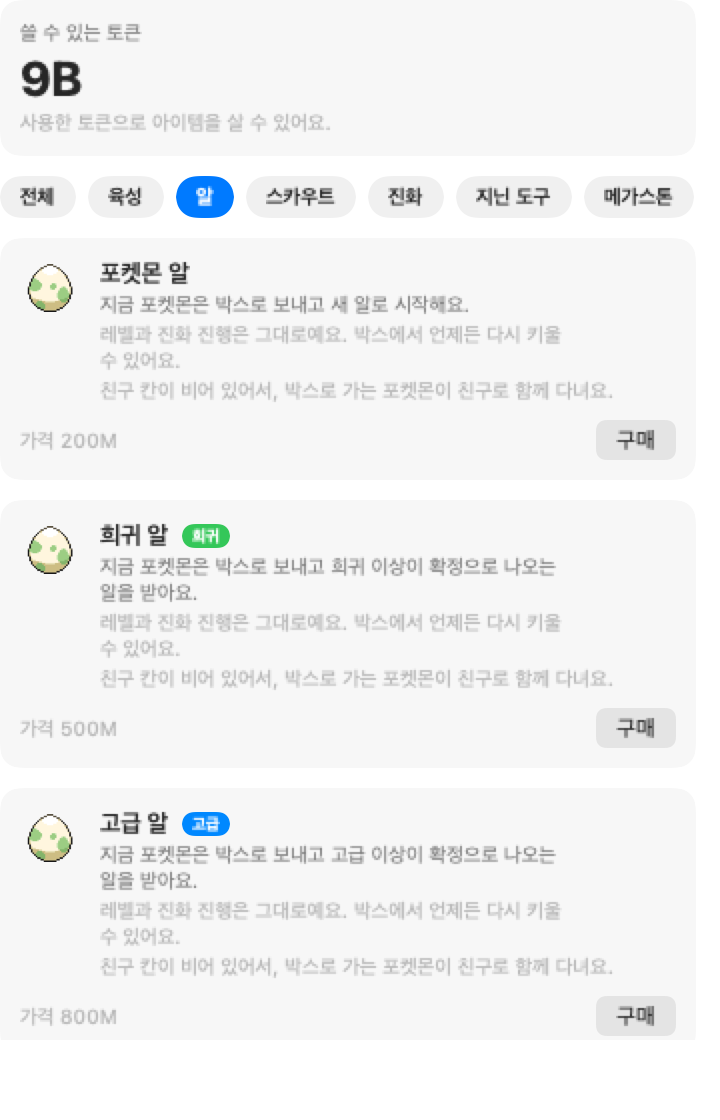 쓸 수 있는 토큰
9B
사용한 토큰으로 아이템을 살 수 있어요.
전체 육성 알 스카우트 진화 지닌 도구 메가스톤
포켓몬 알
지금 포켓몬은 박스로 보내고 새 알로 시작해요.
레벨과 진화 진행은 그대로예요. 박스에서 언제든 다시 키울
수 있어요.
친구 칸이 비어 있어서, 박스로 가는 포켓몬이 친구로 함께 다녀요.
가격 200M 구매
희귀 알 희귀
지금 포켓몬은 박스로 보내고 희귀 이상이 확정으로 나오는
알을 받아요.
레벨과 진화 진행은 그대로예요. 박스에서 언제든 다시 키울
수 있어요.
친구 칸이 비어 있어서, 박스로 가는 포켓몬이 친구로 함께 다녀요.
가격 500M 구매
고급 알 고급
지금 포켓몬은 박스로 보내고 고급 이상이 확정으로 나오는
알을 받아요.
레벨과 진화 진행은 그대로예요. 박스에서 언제든 다시 키울
수 있어요.
친구 칸이 비어 있어서, 박스로 가는 포켓몬이 친구로 함께 다녀요.
가격 800M 구매